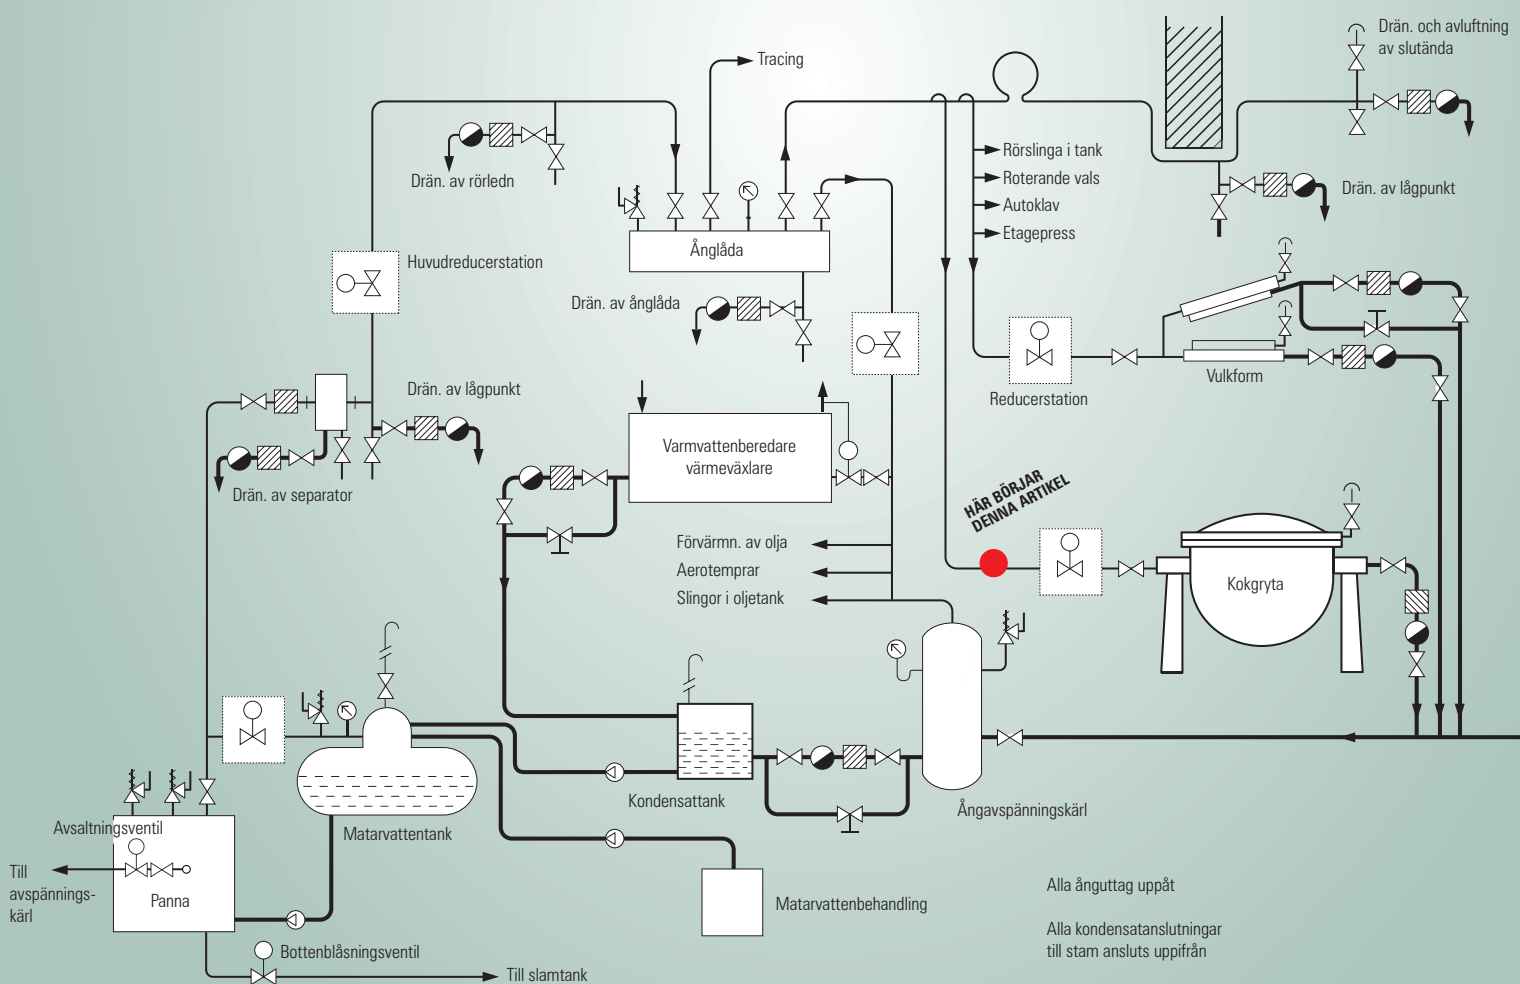 Drän. och avluftning
av slutända
Tracing
Rörslinga i tank
Drän. av rörledn
Roterande vals
Drän. av lågpunkt
Autoklav
Etagepress
Ånglåda
Huvudreducerstation
Drän. av ånglåda
Vulkform
Drän. av lågpunkt
Reducerstation
Varmvattenberedare
värmeväxlare
Drän. av separator
HÄR BÖRJAR
DENNA ARTIKEL
Förvärmn. av olja
Aerotemprar
Kokgryta
Slingor i oljetank
Kondensattank
Ångavspänningskärl
Avsaltningsventil
Matarvattentank
Till
avspännings-
kärl
Panna
Matarvattenbehandling
Alla ånguttag uppåt
Alla kondensatanslutningar
till stam ansluts uppifrån
Bottenblåsningsventil
Till slamtank